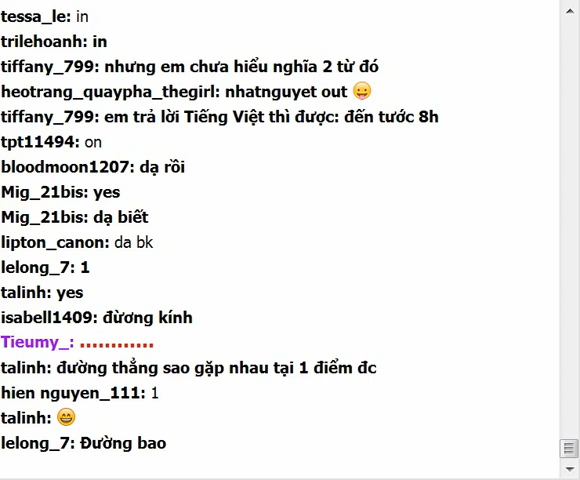 tessa_le: in
trilehoanh: in
tiffany_799: nhưng em chưa hiểu nghĩa 2 từ đó
heotrang_quaypha_thegirl: nhatnguyet out 😛
tiffany_799: em trả lời Tiếng Việt thì được: đến tước 8h
tpt11494: on
bloodmoon1207: dạ rồi
Mig_21bis: yes
Mig_21bis: dạ biết
lipton_canon: da bk
lelong_7: 1
talinh: yes
isabell1409: đừơng kính
Tieumy_: ............
talinh: đường thẳng sao gặp nhau tại 1 điểm đc
hien nguyen_111: 1
talinh: 😄
lelong_7: Đường bao